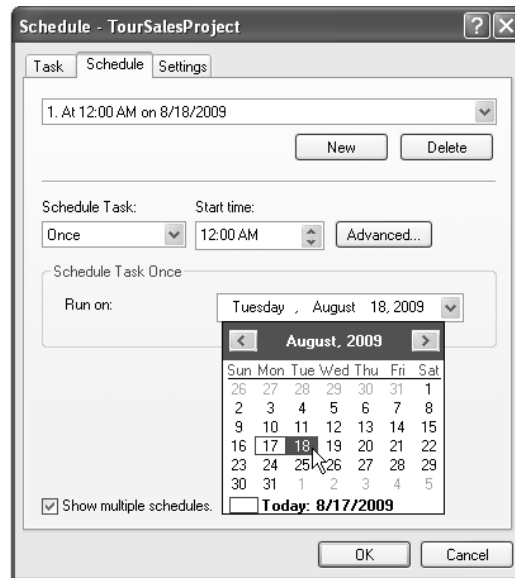 Schedule - TourSalesProject
Task Schedule Settings
1. At 12:00 AM on 8/18/2009
New Delete
Schedule Task: Start time:
Once 12:00 AM Advanced...
Schedule Task Once
Run on: Tuesday , August 18, 2009
August, 2009
Sun Mon Tue Wed Thu Fri Sat
26 27 28 29 30 31 1
2 3 4 5 6 7 8
9 10 11 12 13 14 15
16 17 18 19 20 21 22
23 24 25 26 27 28 29
30 31 1 2 3 4 5
Show multiple schedules. Today: 8/17/2009
OK Cancel